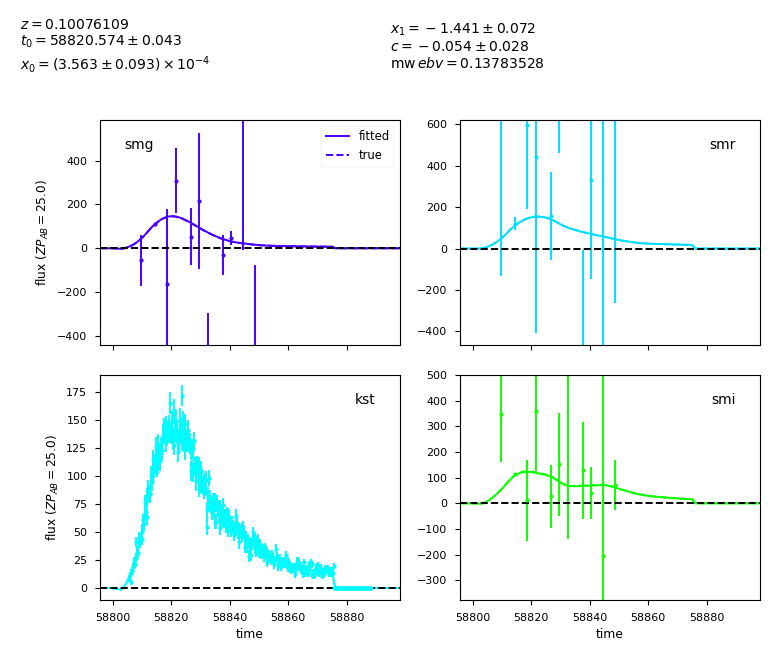 z = 0.10076109
t₀ = 58820.574 ± 0.043
x₀ = (3.563 ± 0.093) × 10⁻⁴
x₁ = −1.441 ± 0.072
c = −0.054 ± 0.028
mw ebv = 0.13783528
smg
fitted
true
400
200
0
−200
−400
flux (ZP_AB = 25.0)
smr
600
400
200
0
−200
−400
kst
175
150
125
100
75
50
25
0
flux (ZP_AB = 25.0)
58800 58820 58840 58860 58880
time
smi
500
400
300
200
100
0
−100
−200
−300
58800 58820 58840 58860 58880
time